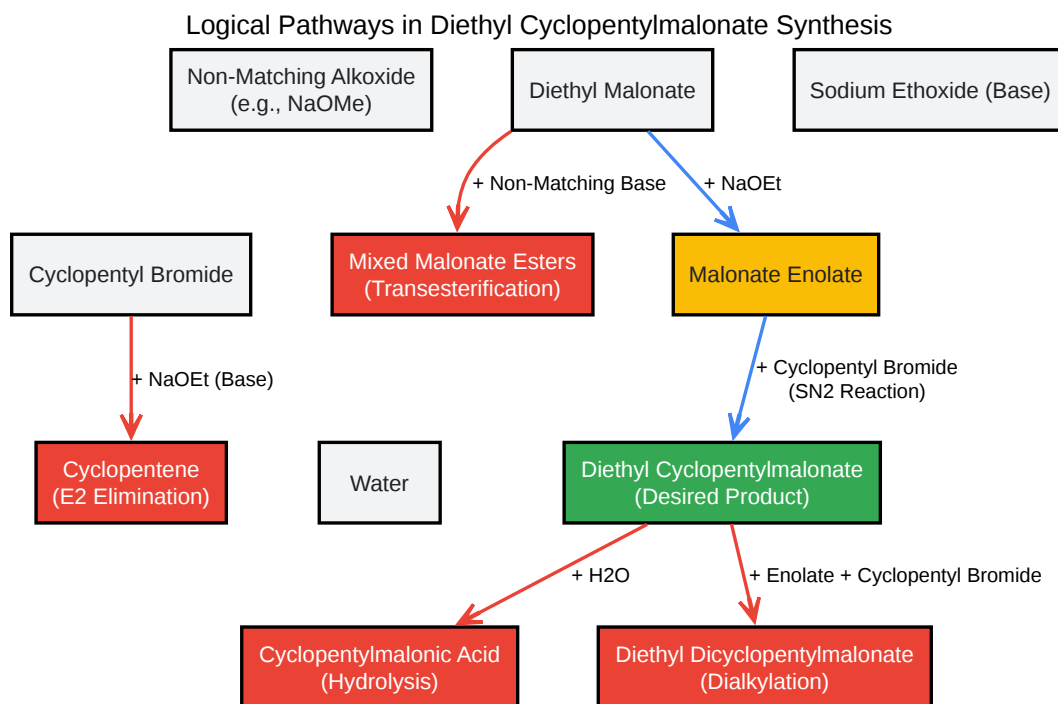 Logical Pathways in Diethyl Cyclopentylmalonate Synthesis
Non-Matching Alkoxide
(e.g., NaOMe)
Diethyl Malonate
Sodium Ethoxide (Base)
+ Non-Matching Base
+ NaOEt
Cyclopentyl Bromide
Mixed Malonate Esters
(Transesterification)
Malonate Enolate
+ NaOEt (Base)
+ Cyclopentyl Bromide
(SN2 Reaction)
Cyclopentene
(E2 Elimination)
Water
Diethyl Cyclopentylmalonate
(Desired Product)
+ H2O
+ Enolate + Cyclopentyl Bromide
Cyclopentylmalonic Acid
(Hydrolysis)
Diethyl Dicyclopentylmalonate
(Dialkylation)